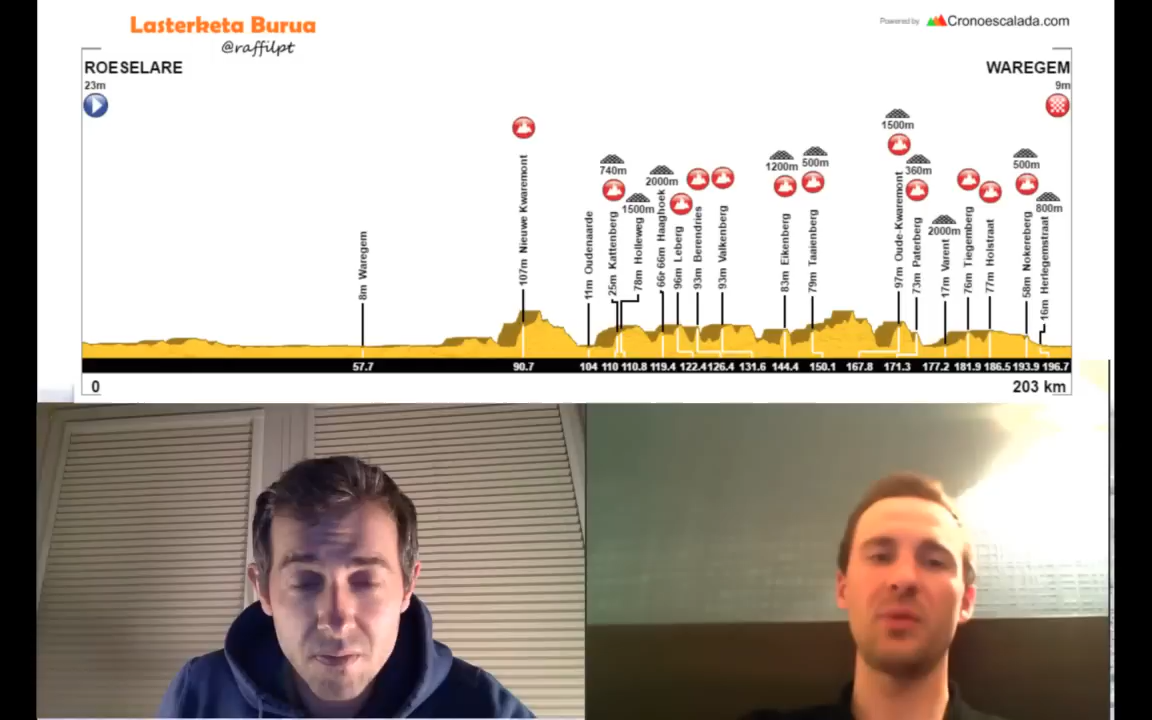 Lasterketa Burua
@raffilpt
Powered by Cronoescalada.com
ROESELARE
23m
WAREGEM
9m
8m Waregem
107m Nieuwe Kwaremont
11m Oudenaarde
740m
25m Kattenberg
1500m
78m Holleweg
2000m
66m Haaghoek
96m Leberg
93m Berendries
93m Valkenberg
1200m
83m Eikenberg
500m
79m Taaienberg
1500m
97m Oude-Kwaremont
360m
73m Paterberg
2000m
17m Varent
76m Tiegemberg
77m Holstraat
500m
58m Nokereberg
800m
16m Herlegemstraat
57.7 90.7 104 110 110.8 119.4 122.4 126.4 131.6 144.4 150.1 167.8 171.3 177.2 181.9 186.5 193.9 196.7
0
203 km